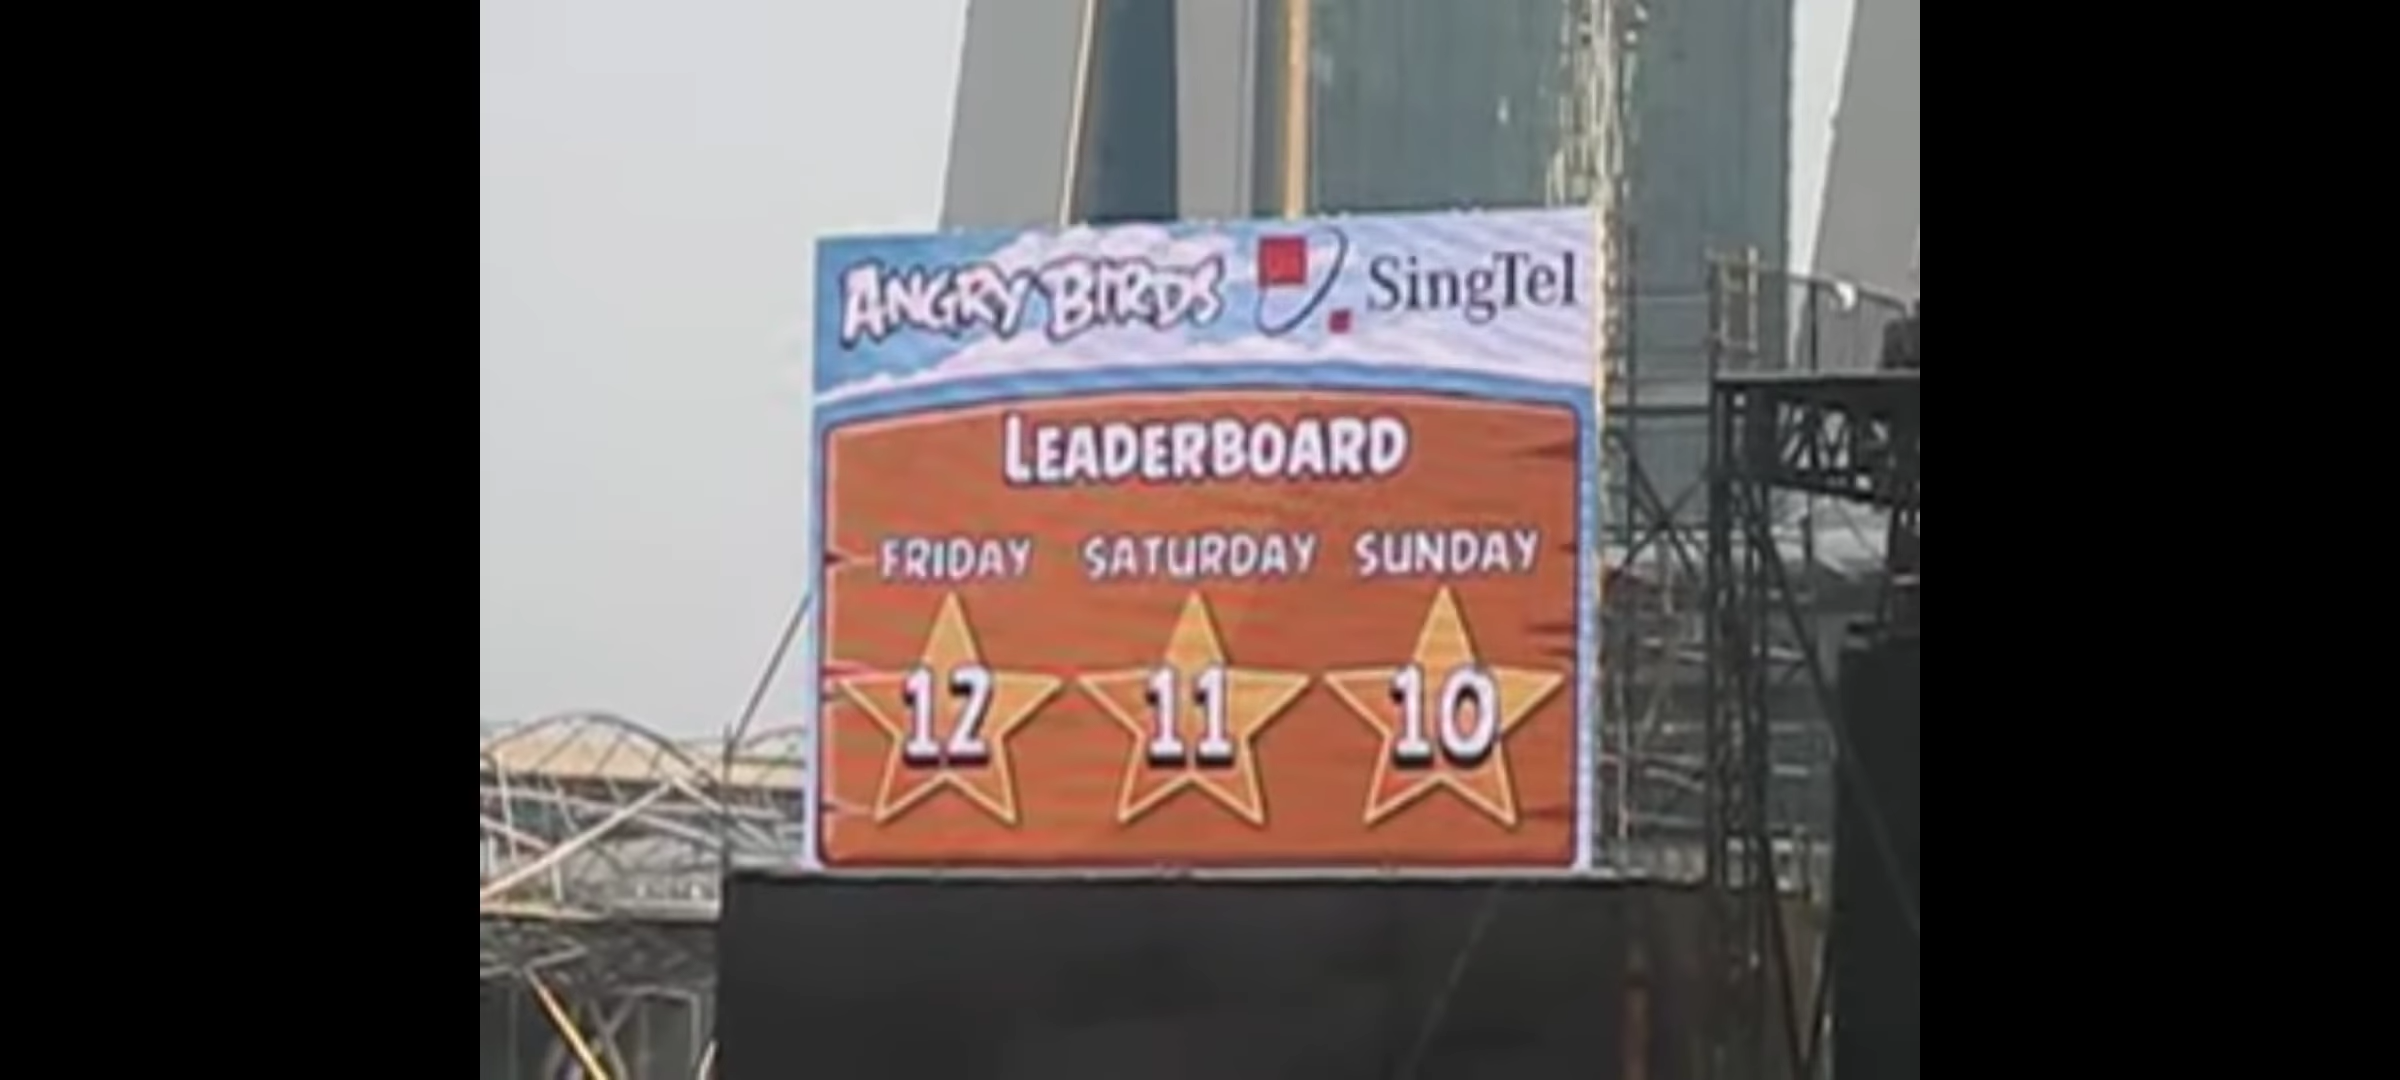 ANGRY BIRDS SingTel
LEADERBOARD
FRIDAY SATURDAY SUNDAY
12 11 10